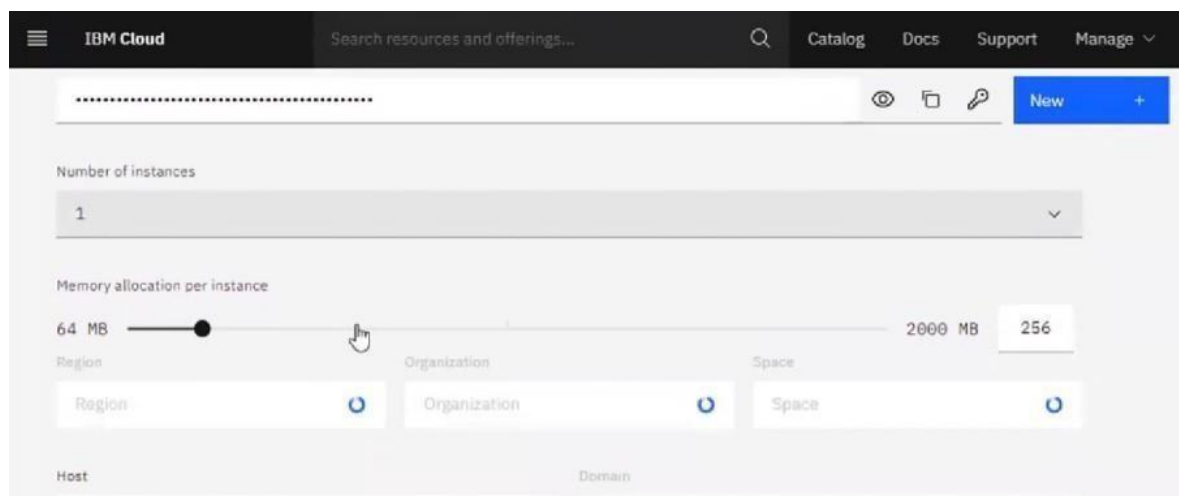 IBM Cloud Search resources and offerings... Catalog Docs Support Manage
•••••••••••••••••••••••••••••••••••••••••••• New +
Number of instances
1
Memory allocation per instance
64 MB 2000 MB 256
Region Organization Space
Region Organization Space
Host Domain